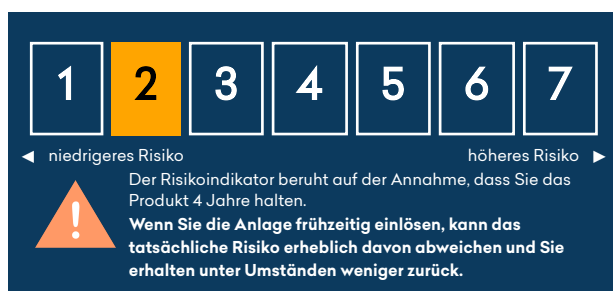 1 2 3 4 5 6 7
◄ niedrigeres Risiko höheres Risiko ►
Der Risikoindikator beruht auf der Annahme, dass Sie das
Produkt 4 Jahre halten.
Wenn Sie die Anlage frühzeitig einlösen, kann das
tatsächliche Risiko erheblich davon abweichen und Sie
erhalten unter Umständen weniger zurück.
!